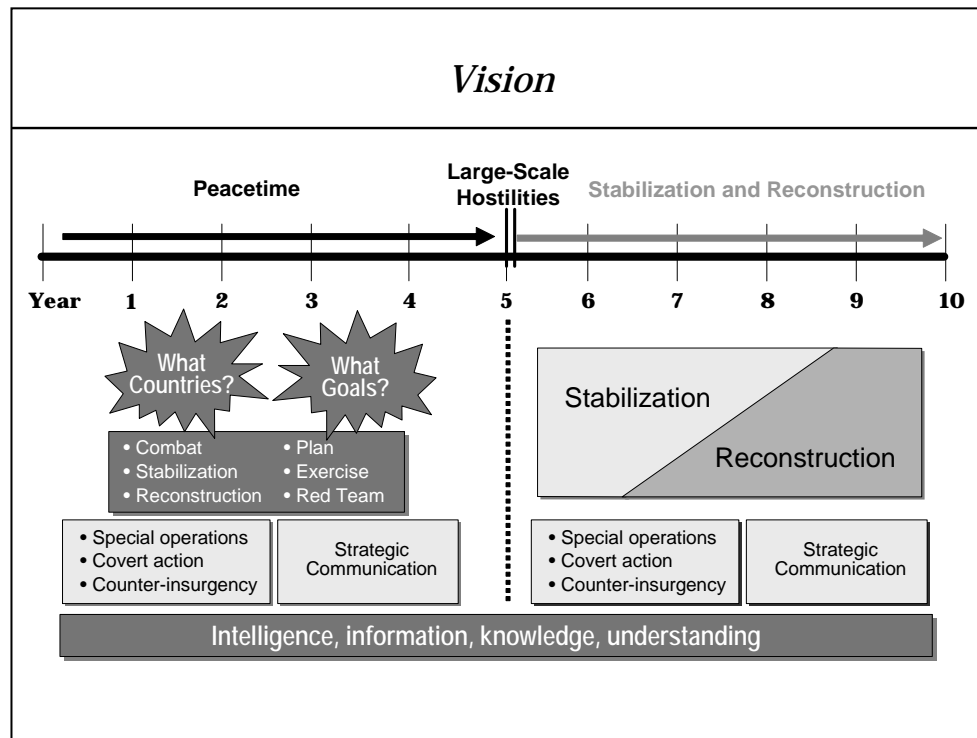 Vision
Peacetime
Large-Scale
Hostilities
Stabilization and Reconstruction
Year 1 2 3 4 5 6 7 8 9 10
What
Countries?
What
Goals?
• Combat
• Stabilization
• Reconstruction
• Plan
• Exercise
• Red Team
Stabilization
Reconstruction
• Special operations
• Covert action
• Counter-insurgency
Strategic
Communication
• Special operations
• Covert action
• Counter-insurgency
Strategic
Communication
Intelligence, information, knowledge, understanding